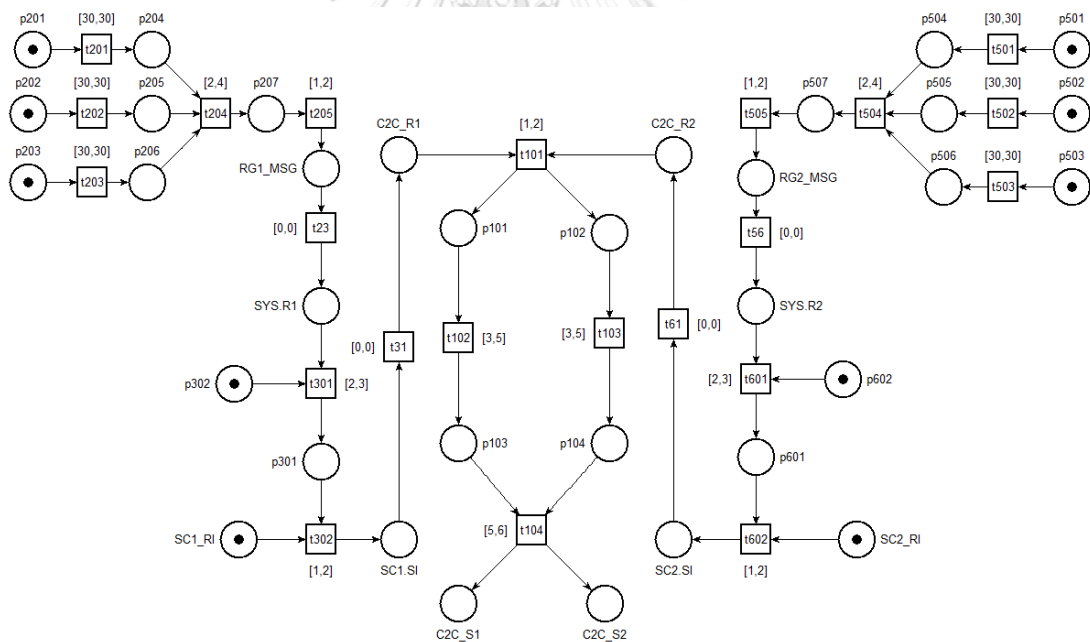 p201 [30,30] p204 p504 [30,30] p501
t201 t501
p202 [30,30] p205 [2,4] p207 [1,2] [1,2] p507 [2,4] p505 [30,30] p502
t202 t204 t205 t505 t504 t502
C2C_R1 [1,2] C2C_R2
p203 [30,30] p206 p506 [30,30] p503
t203 t101 t503
RG1_MSG RG2_MSG
[0,0] t23 p101 p102 t56 [0,0]
SYS.R1 SYS.R2
t102 [3,5] [3,5] t103 t61 [0,0]
[0,0] t31
p302 t301 [2,3] [2,3] t601 p602
p301 p103 p104 p601
SC1_RI t302 [5,6] t104 t602 SC2_RI
[1,2] SC1.SI SC2.SI [1,2]
C2C_S1 C2C_S2